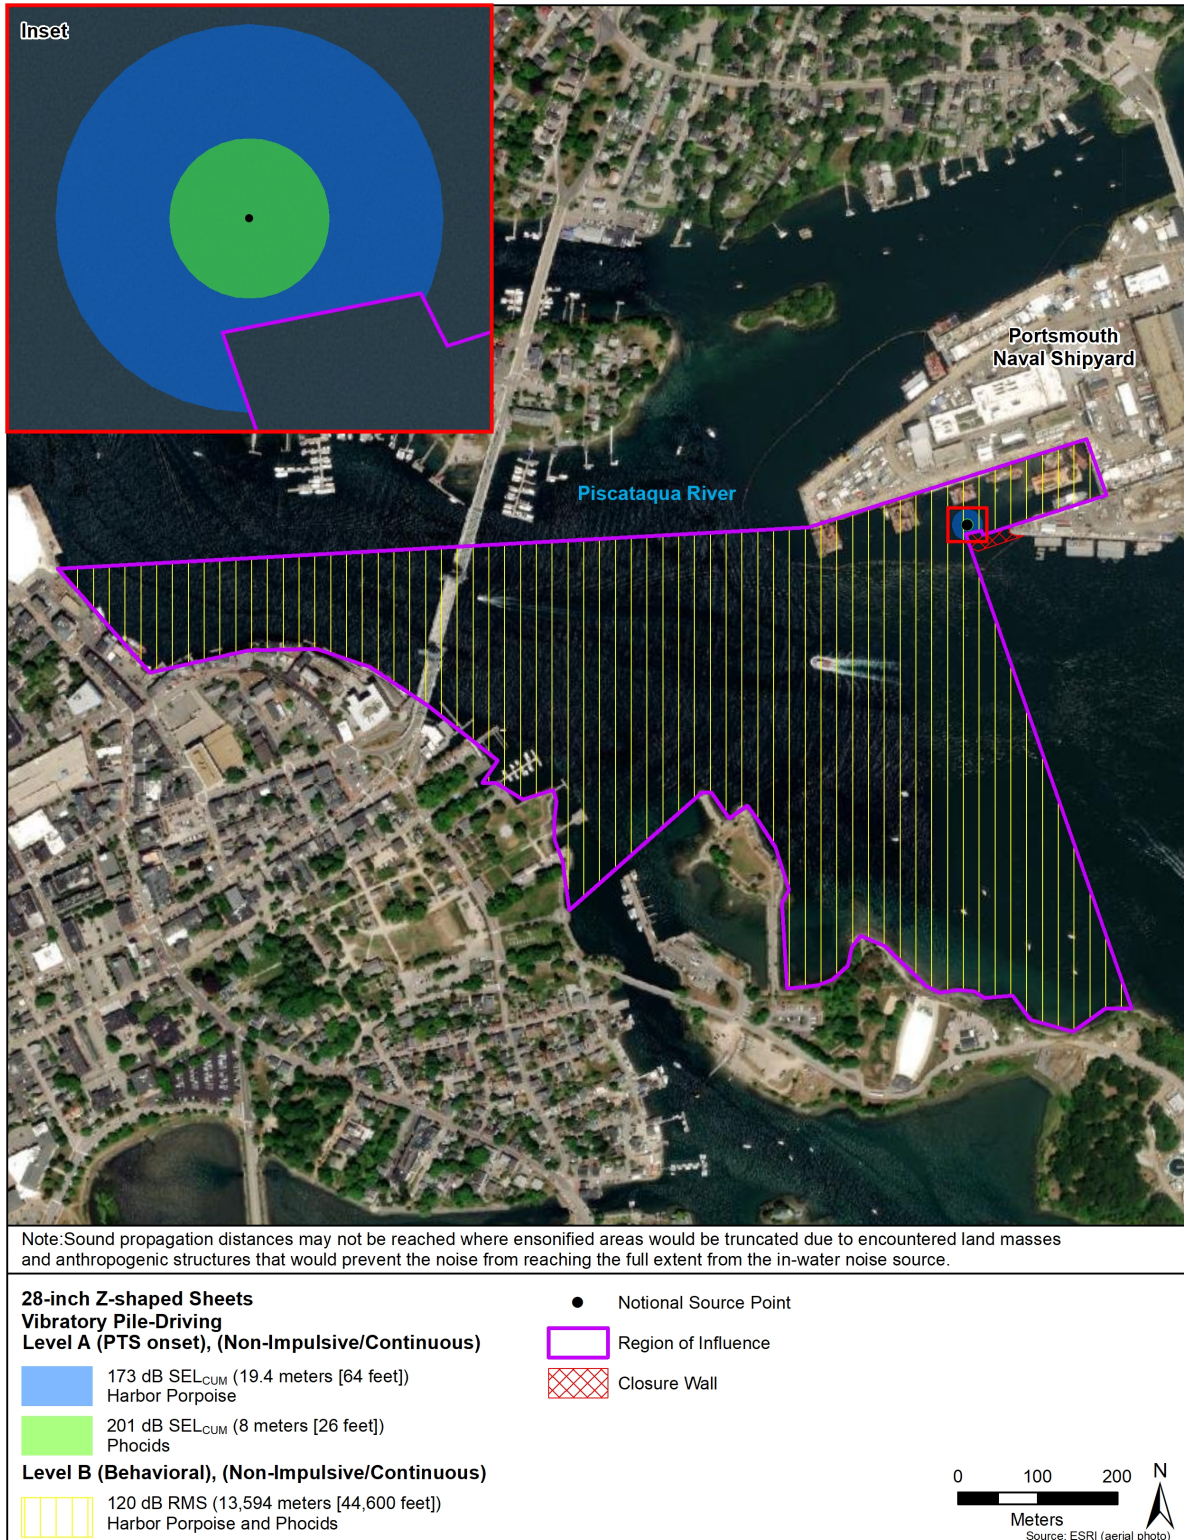 Inset
Portsmouth
Naval Shipyard
Piscataqua River
Note:Sound propagation distances may not be reached where ensonified areas would be truncated due to encountered land masses
and anthropogenic structures that would prevent the noise from reaching the full extent from the in-water noise source.
28-inch Z-shaped Sheets
Vibratory Pile-Driving
Level A (PTS onset), (Non-Impulsive/Continuous)
173 dB SELCUM (19.4 meters [64 feet])
Harbor Porpoise
201 dB SELCUM (8 meters [26 feet])
Phocids
Level B (Behavioral), (Non-Impulsive/Continuous)
120 dB RMS (13,594 meters [44,600 feet])
Harbor Porpoise and Phocids
Notional Source Point
Region of Influence
Closure Wall
0 100 200
Meters
N
Source: ESRI (aerial photo)